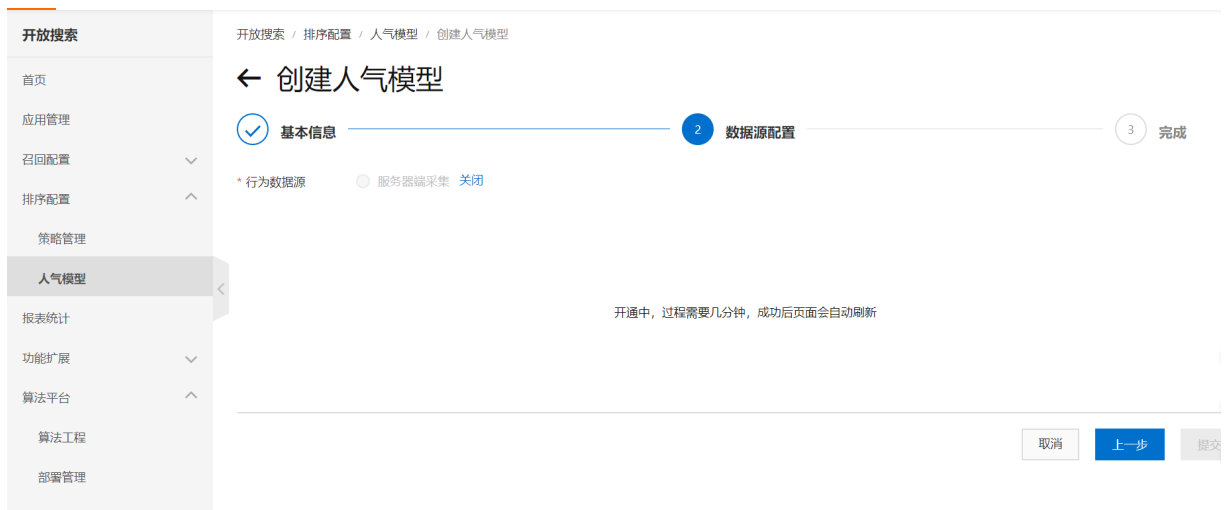 开放搜索
首页
应用管理
召回配置
排序配置
策略管理
人气模型
报表统计
功能扩展
算法平台
算法工程
部署管理
开放搜索 / 排序配置 / 人气模型 / 创建人气模型
← 创建人气模型
基本信息
2 数据源配置
3 完成
* 行为数据源 服务器端采集 关闭
开通中，过程需要几分钟，成功后页面会自动刷新
取消 上一步 提交